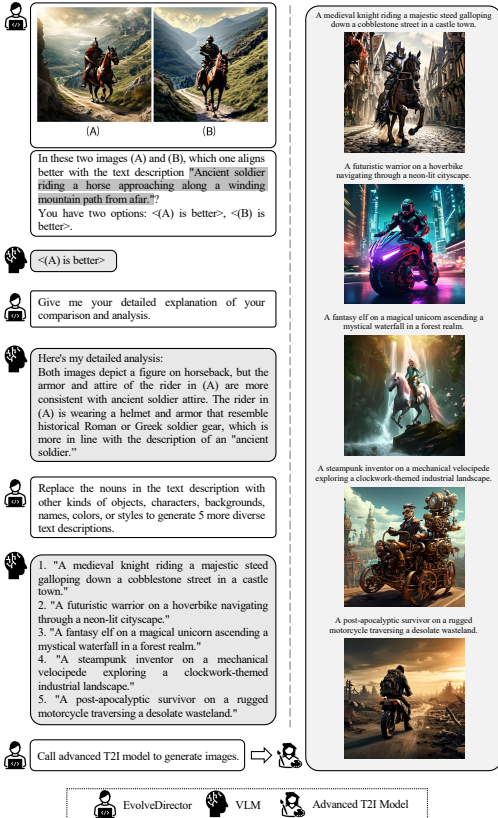 (A)
(B)
In these two images (A) and (B), which one aligns
better with the text description "Ancient soldier
riding a horse approaching along a winding
mountain path from afar."?
You have two options: <(A) is better>, <(B) is
better>.
<(A) is better>
Give me your detailed explanation of your
comparison and analysis.
Here's my detailed analysis:
Both images depict a figure on horseback, but the
armor and attire of the rider in (A) are more
consistent with ancient soldier attire. The rider in
(A) is wearing a helmet and armor that resemble
historical Roman or Greek soldier gear, which is
more in line with the description of an "ancient
soldier.”
Replace the nouns in the text description with
other kinds of objects, characters, backgrounds,
names, colors, or styles to generate 5 more diverse
text descriptions.
1. "A medieval knight riding a majestic steed
galloping down a cobblestone street in a castle
town."
2. "A futuristic warrior on a hoverbike navigating
through a neon-lit cityscape."
3. "A fantasy elf on a magical unicorn ascending a
mystical waterfall in a forest realm."
4. "A steampunk inventor on a mechanical
velocipede exploring a clockwork-themed
industrial landscape."
5. "A post-apocalyptic survivor on a rugged
motorcycle traversing a desolate wasteland."
Call advanced T2I model to generate images.
A medieval knight riding a majestic steed galloping
down a cobblestone street in a castle town.
A futuristic warrior on a hoverbike
navigating through a neon-lit cityscape.
A fantasy elf on a magical unicorn ascending a
mystical waterfall in a forest realm.
A steampunk inventor on a mechanical velocipede
exploring a clockwork-themed industrial landscape.
A post-apocalyptic survivor on a rugged
motorcycle traversing a desolate wasteland.
EvolveDirector
VLM
Advanced T2I Model